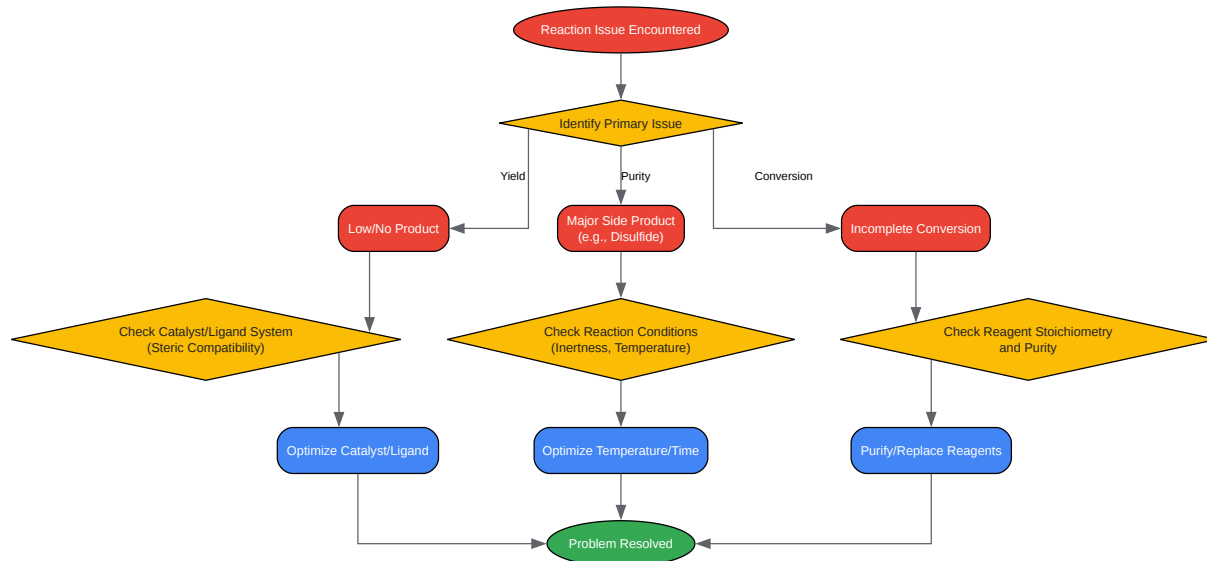 Reaction Issue Encountered
Identify Primary Issue
Yield
Purity
Conversion
Low/No Product
Major Side Product
(e.g., Disulfide)
Incomplete Conversion
Check Catalyst/Ligand System
(Steric Compatibility)
Check Reaction Conditions
(Inertness, Temperature)
Check Reagent Stoichiometry
and Purity
Optimize Catalyst/Ligand
Optimize Temperature/Time
Purify/Replace Reagents
Problem Resolved